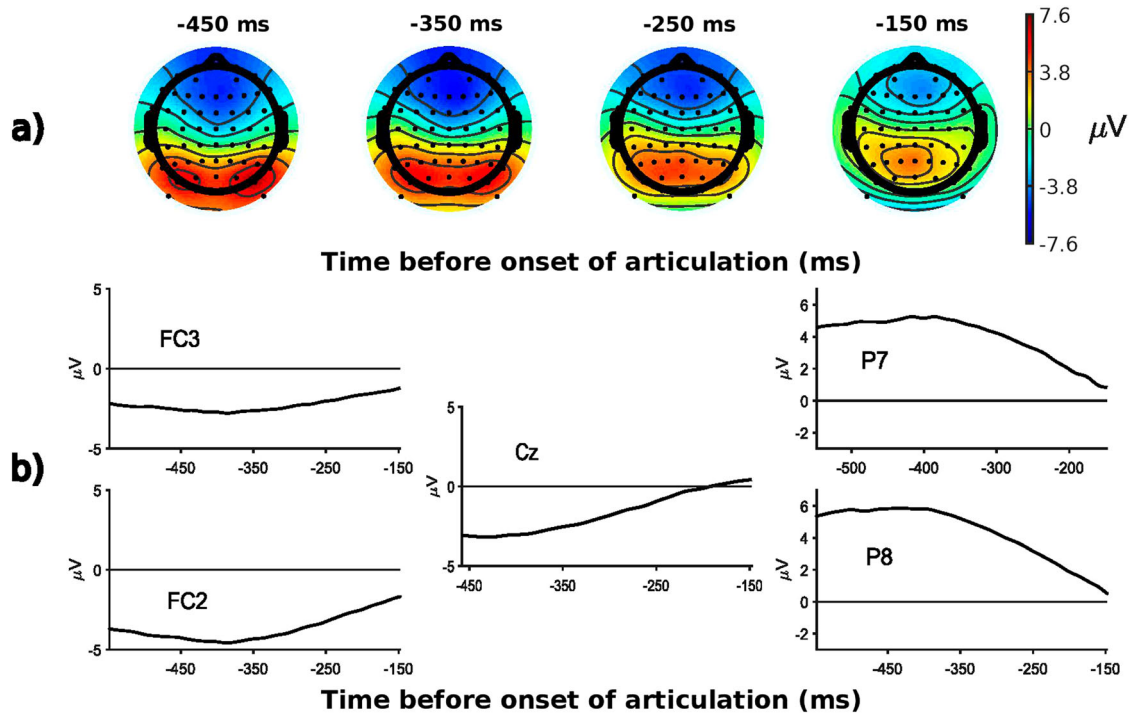 -450 ms -350 ms -250 ms -150 ms
7.6
3.8
a) 0 μV
-3.8
-7.6
Time before onset of articulation (ms)
5
FC3
μV 0
-5
-450 -350 -250 -150
6
4
P7
μV 2
0
-2
-500 -400 -300 -200
b)
5
Cz
μV 0
-5
-450 -350 -250 -150
5
μV 0
FC2
-5
-450 -350 -250 -150
6
4
P8
μV 2
0
-2
-450 -350 -250 -150
Time before onset of articulation (ms)